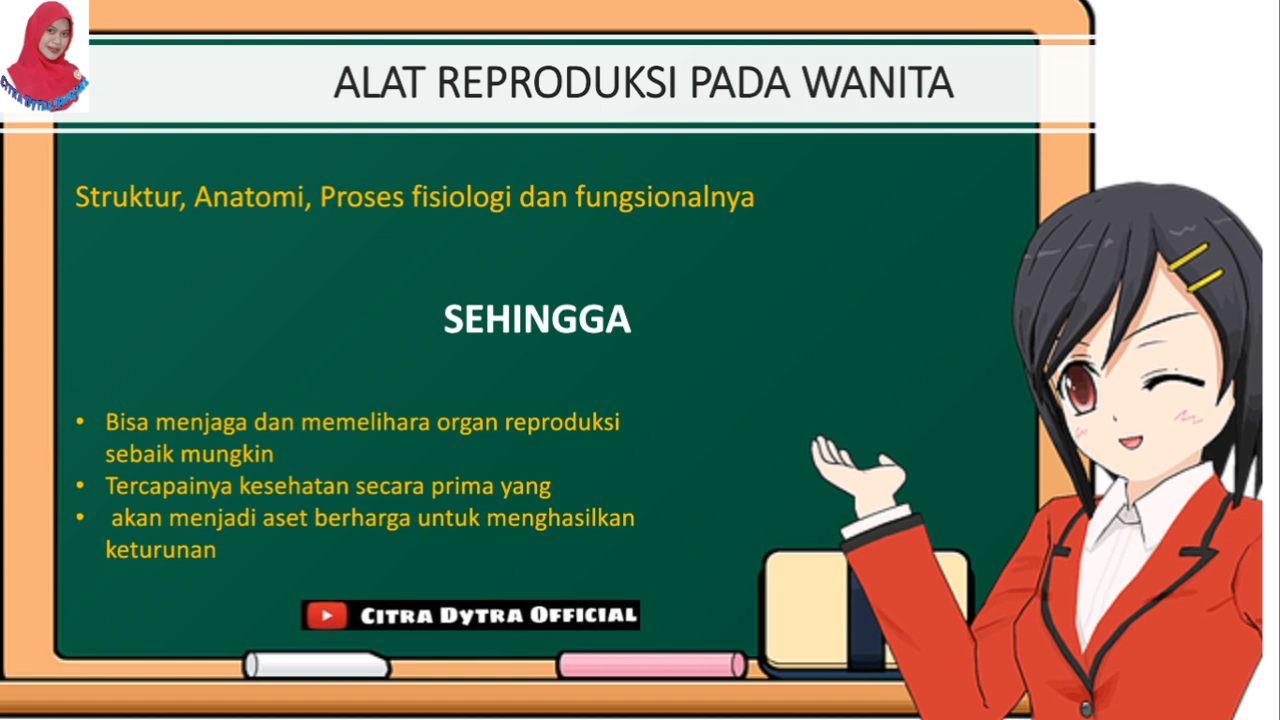 ALAT REPRODUKSI PADA WANITA
Struktur, Anatomi, Proses fisiologi dan fungsionalnya
SEHINGGA
• Bisa menjaga dan memelihara organ reproduksi
sebaik mungkin
• Tercapainya kesehatan secara prima yang
• akan menjadi aset berharga untuk menghasilkan
keturunan
CITRA DYTRA OFFICIAL